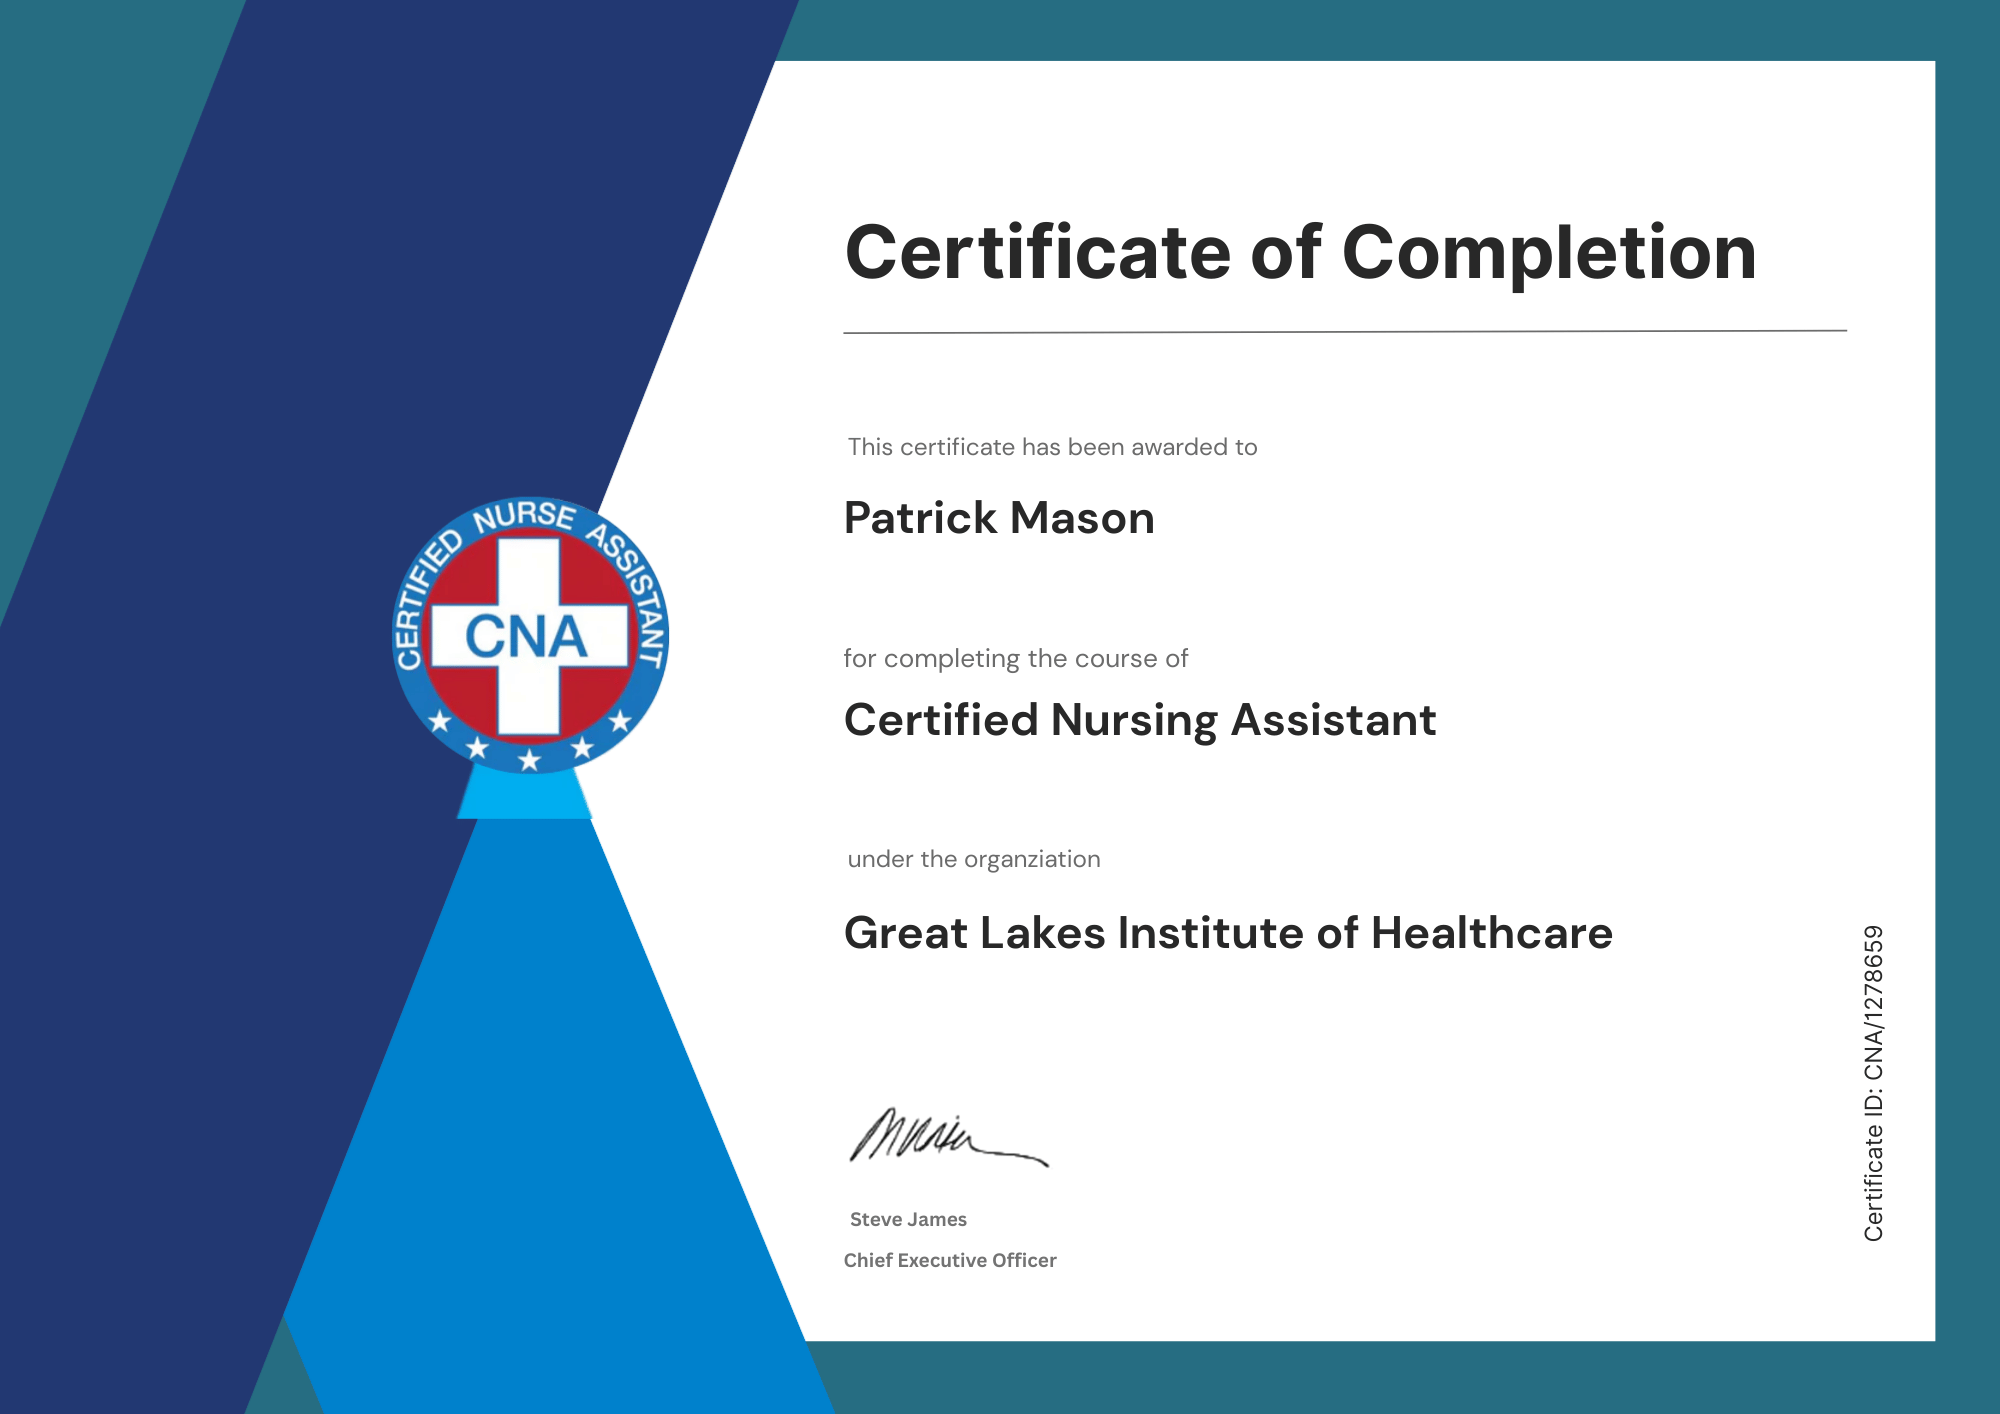 Certificate of Completion
This certificate has been awarded to
Patrick Mason
CERTIFIED NURSE ASSISTANT
CNA
for completing the course of
Certified Nursing Assistant
under the organziation
Great Lakes Institute of Healthcare
Certificate ID: CNA/1278659
Steve James
Chief Executive Officer